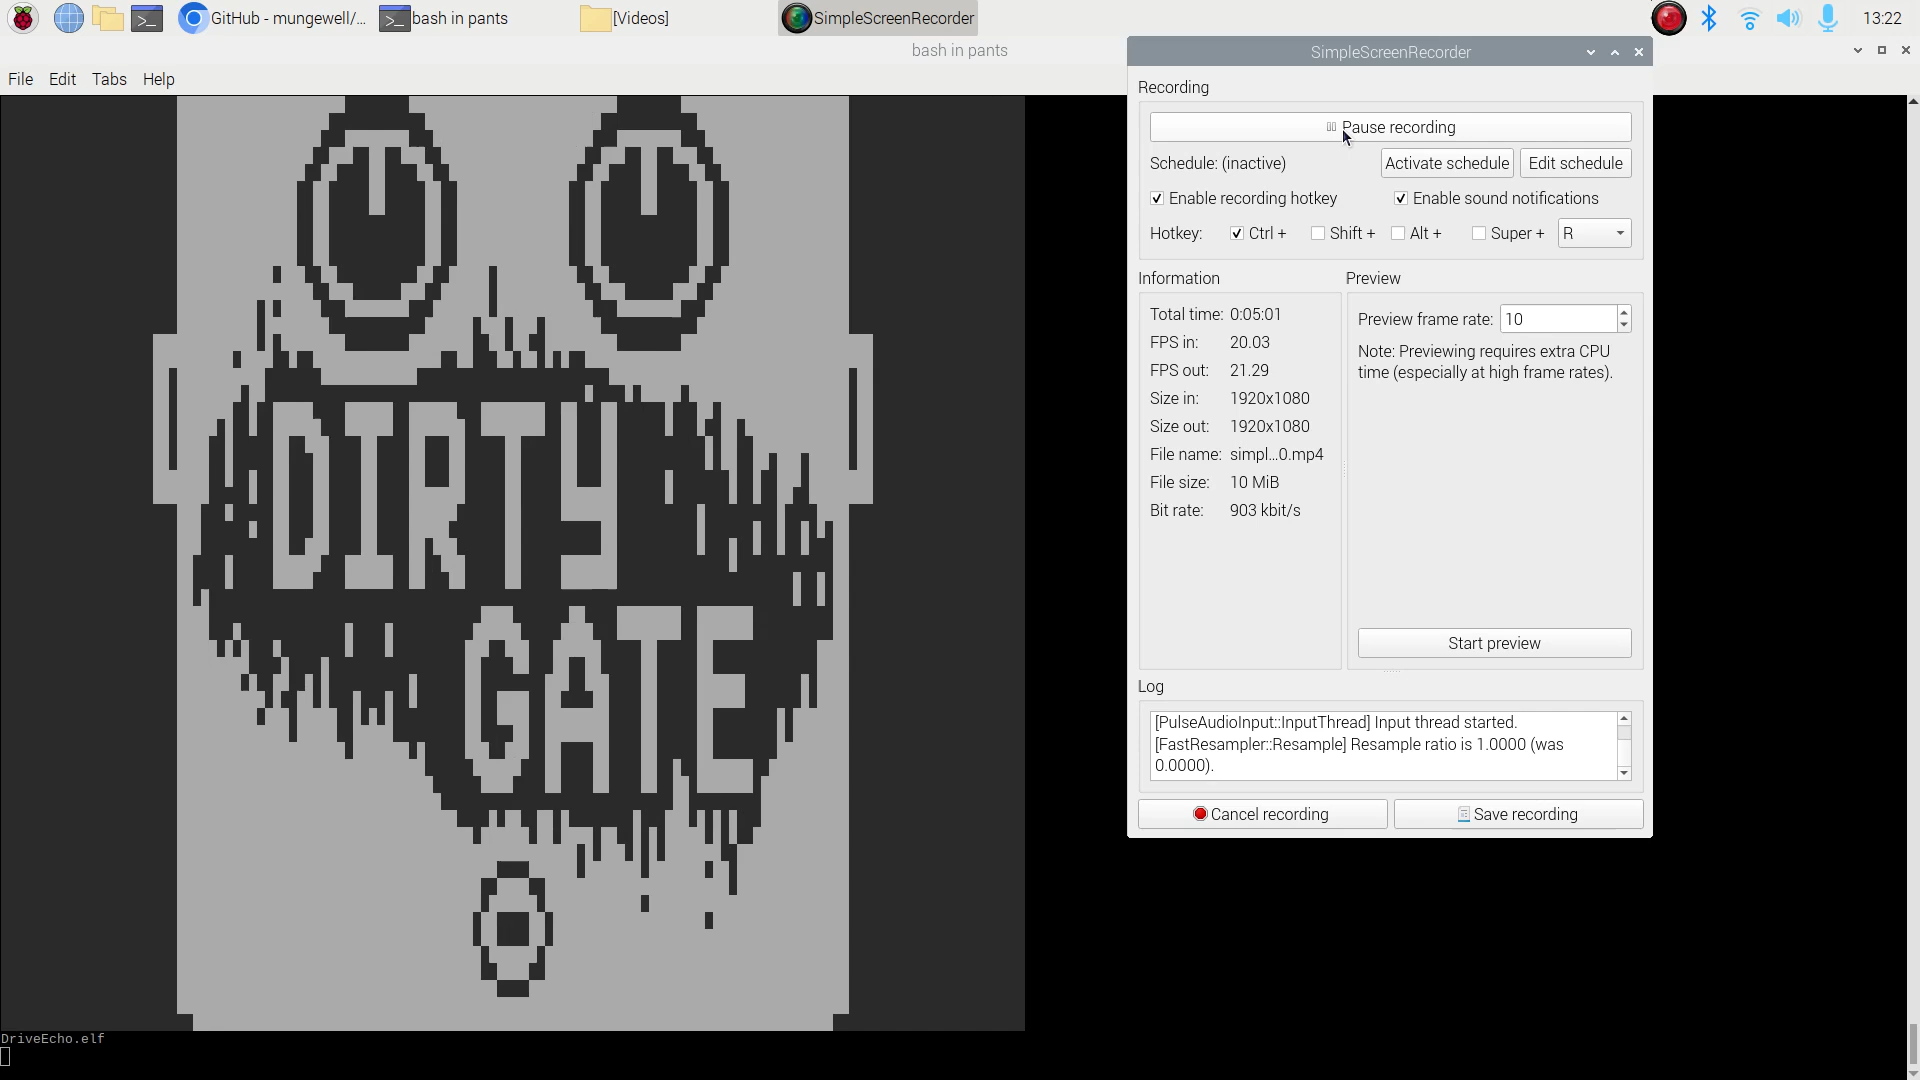 GitHub - mungewell/...
bash in pants
[Videos]
SimpleScreenRecorder
13:22
bash in pants
SimpleScreenRecorder
File Edit Tabs Help
Recording
Pause recording
Schedule: (inactive)
Activate schedule
Edit schedule
Enable recording hotkey
Enable sound notifications
Hotkey: Ctrl + Shift + Alt + Super + R
Information
Total time: 0:05:01
FPS in: 20.03
FPS out: 21.29
Size in: 1920x1080
Size out: 1920x1080
File name: simpl...0.mp4
File size: 10 MiB
Bit rate: 903 kbit/s
Preview
Preview frame rate: 10
Note: Previewing requires extra CPU
time (especially at high frame rates).
Start preview
Log
[PulseAudioInput::InputThread] Input thread started.
[FastResampler::Resample] Resample ratio is 1.0000 (was
0.0000).
Cancel recording
Save recording
DIRTY
GATE
DriveEcho.elf